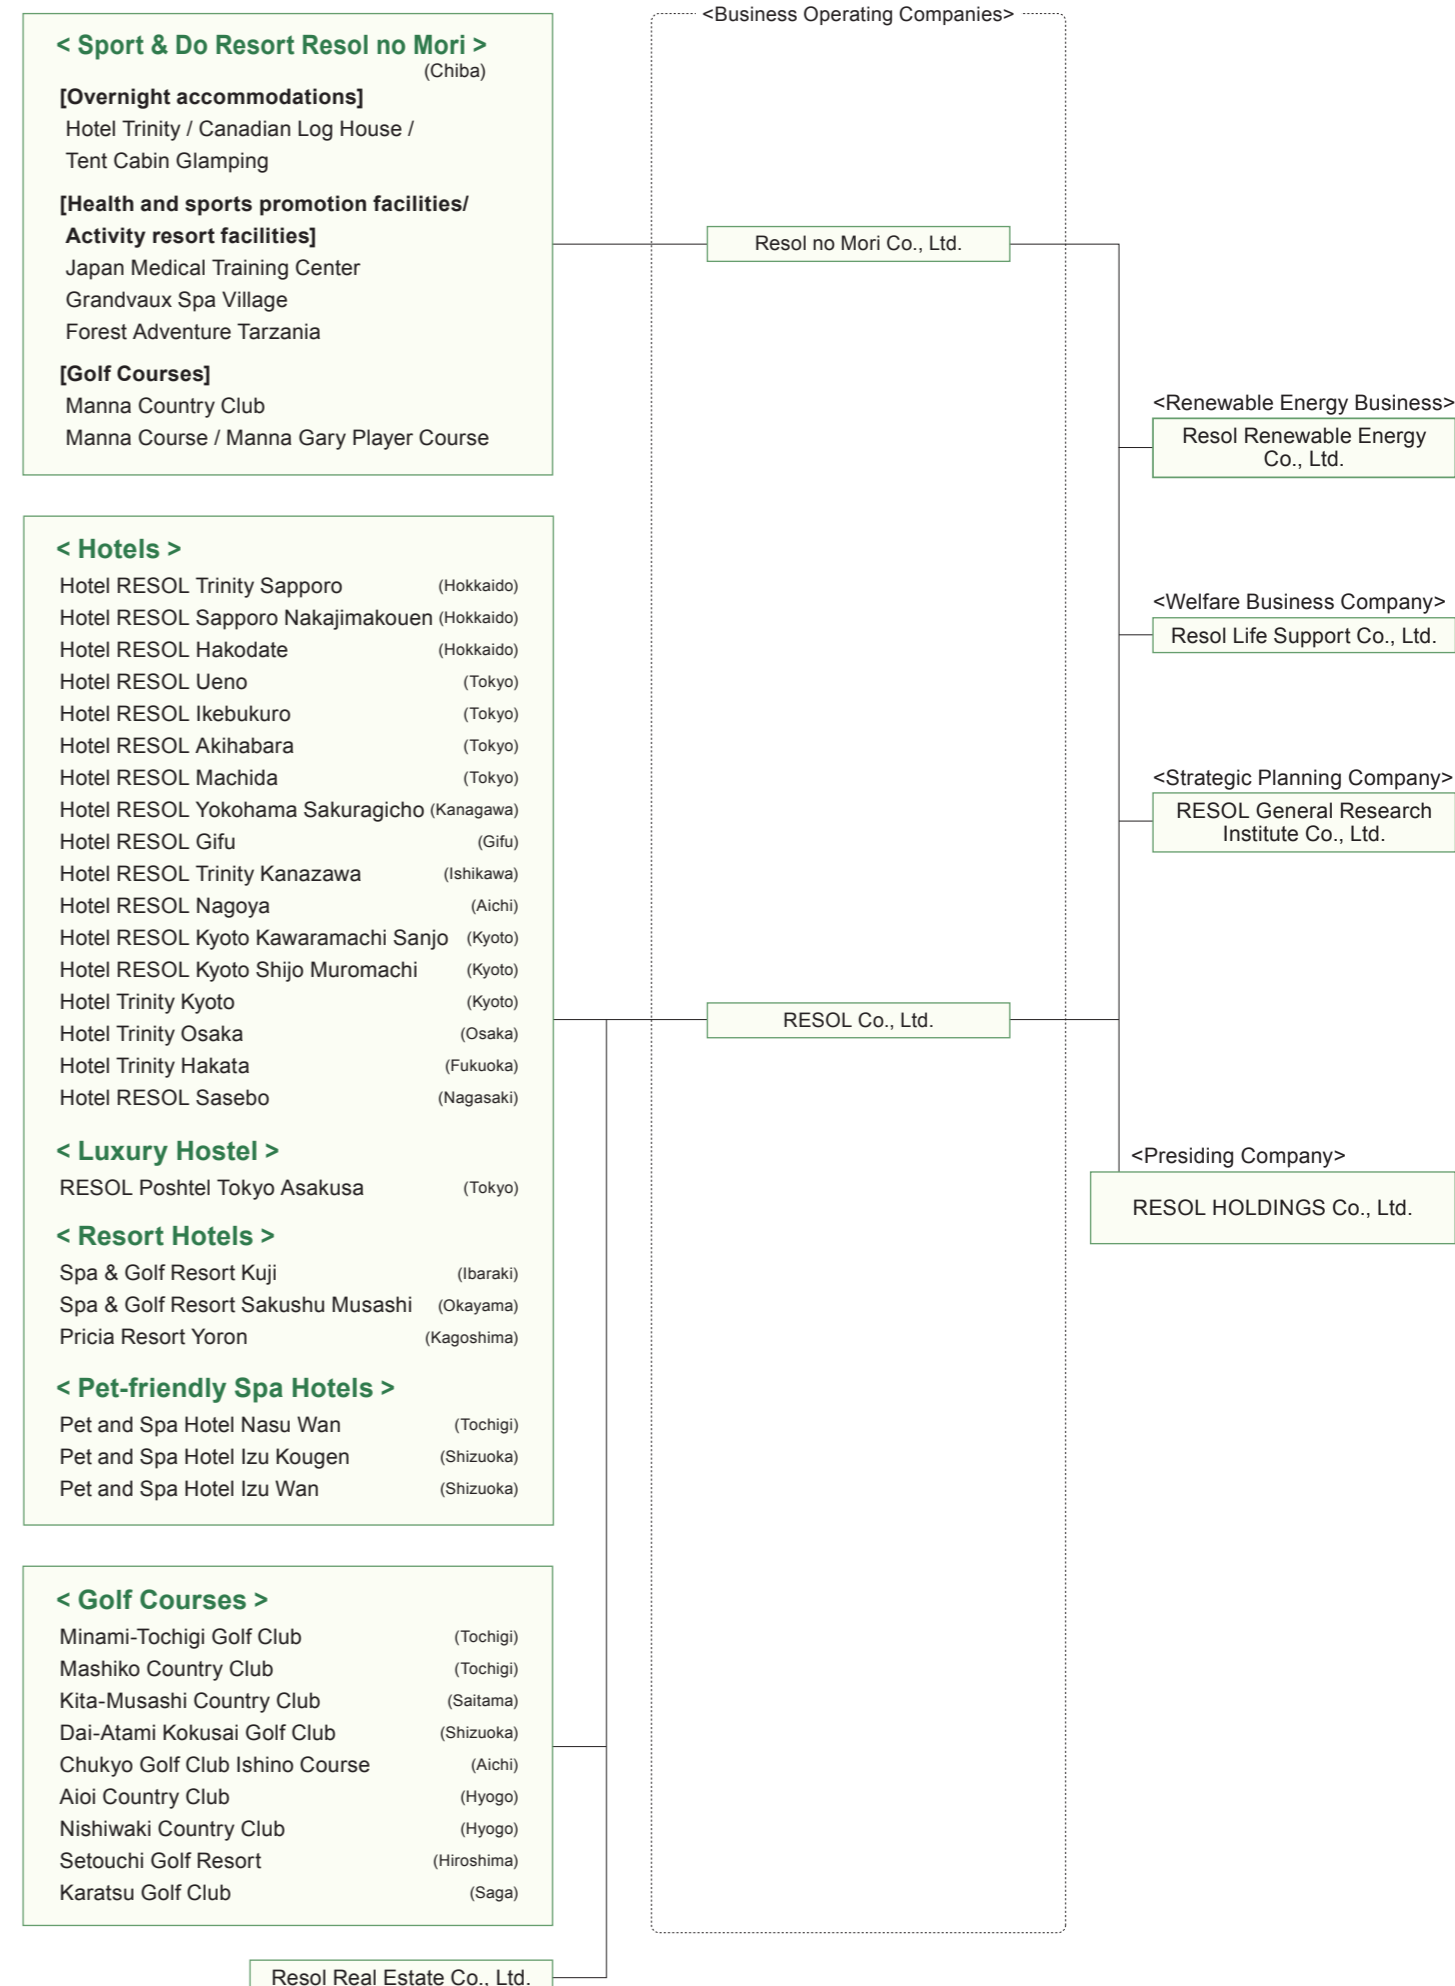 <Business Operating Companies>
< Sport & Do Resort Resol no Mori >
(Chiba)
[Overnight accommodations]
Hotel Trinity / Canadian Log House /
Tent Cabin Glamping
[Health and sports promotion facilities/
Activity resort facilities]
Japan Medical Training Center
Grandvaux Spa Village
Forest Adventure Tarzania
[Golf Courses]
Manna Country Club
Manna Course / Manna Gary Player Course
Resol no Mori Co., Ltd.
<Renewable Energy Business>
Resol Renewable Energy
Co., Ltd.
<Welfare Business Company>
Resol Life Support Co., Ltd.
<Strategic Planning Company>
RESOL General Research
Institute Co., Ltd.
< Hotels >
Hotel RESOL Trinity Sapporo (Hokkaido)
Hotel RESOL Sapporo Nakajimakouen (Hokkaido)
Hotel RESOL Hakodate (Hokkaido)
Hotel RESOL Ueno (Tokyo)
Hotel RESOL Ikebukuro (Tokyo)
Hotel RESOL Akihabara (Tokyo)
Hotel RESOL Machida (Tokyo)
Hotel RESOL Yokohama Sakuragicho (Kanagawa)
Hotel RESOL Gifu (Gifu)
Hotel RESOL Trinity Kanazawa (Ishikawa)
Hotel RESOL Nagoya (Aichi)
Hotel RESOL Kyoto Kawaramachi Sanjo (Kyoto)
Hotel RESOL Kyoto Shijo Muromachi (Kyoto)
Hotel Trinity Kyoto (Kyoto)
Hotel Trinity Osaka (Osaka)
Hotel Trinity Hakata (Fukuoka)
Hotel RESOL Sasebo (Nagasaki)
< Luxury Hostel >
RESOL Poshtel Tokyo Asakusa (Tokyo)
< Resort Hotels >
Spa & Golf Resort Kuji (Ibaraki)
Spa & Golf Resort Sakushu Musashi (Okayama)
Pricia Resort Yoron (Kagoshima)
< Pet-friendly Spa Hotels >
Pet and Spa Hotel Nasu Wan (Tochigi)
Pet and Spa Hotel Izu Kougen (Shizuoka)
Pet and Spa Hotel Izu Wan (Shizuoka)
RESOL Co., Ltd.
<Presiding Company>
RESOL HOLDINGS Co., Ltd.
< Golf Courses >
Minami-Tochigi Golf Club (Tochigi)
Mashiko Country Club (Tochigi)
Kita-Musashi Country Club (Saitama)
Dai-Atami Kokusai Golf Club (Shizuoka)
Chukyo Golf Club Ishino Course (Aichi)
Aioi Country Club (Hyogo)
Nishiwaki Country Club (Hyogo)
Setouchi Golf Resort (Hiroshima)
Karatsu Golf Club (Saga)
Resol Real Estate Co., Ltd.